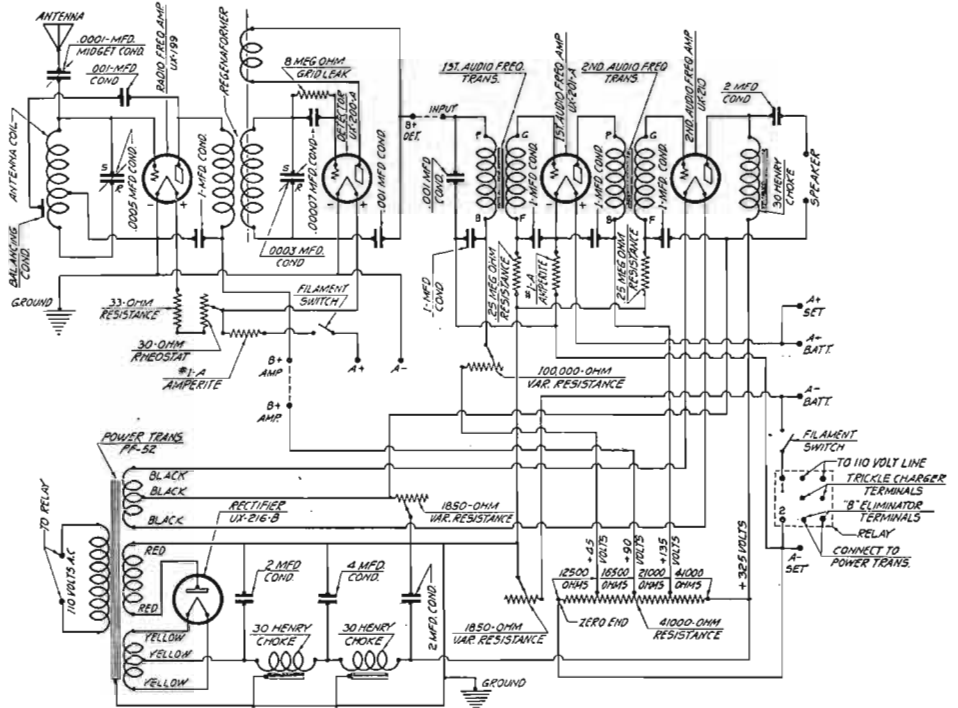 ANTENNA
.0001-MFD.
MIDGET COND.
.001-MFD
COND
RADIO FREQ AMP
UX-199
REGENAFORMER
8 MEG OHM
GRID LEAK
DETECTOR
UX-200-A
1ST. AUDIO FREQ.
TRANS.
1ST. AUDIO FREQ AMP
UX-201-A
2ND. AUDIO FREQ
TRANS.
2ND. AUDIO FREQ AMP
UX-210
2 MFD
COND
B+
DET.
INPUT
ANTENNA COIL
S
R
.0005 MFD COND.
-
+
.1-MFD. COND.
S
R
.00007 MFD. COND.
-
+
.001 MFD COND
.001 MFD
COND.
P
G
B
F
.1-MFD. COND.
-
+
.1-MFD COND.
P
G
B
F
.1-MFD. COND.
30 HENRY
CHOKE
SPEAKER
BALANCING
COND.
.0003 MFD.
COND
GROUND
33-OHM
RESISTANCE
30-OHM
RHEOSTAT
#1-A
AMPERITE
FILAMENT
SWITCH
B+
AMP
A+
A-
B+
AMP.
.1-MFD
COND
.25 MEG OHM
RESISTANCE
#1-A
AMPERITE
.25 MEG OHM
RESISTANCE
100,000-OHM
VAR. RESISTANCE
A+
SET
A+
BATT.
A-
BATT.
FILAMENT
SWITCH
1
2
TO 110 VOLT LINE
TRICKLE CHARGER
TERMINALS
"B" ELIMINATOR
TERMINALS
RELAY
CONNECT TO
POWER TRANS.
A-
SET
POWER TRANS.
PF-52
BLACK
BLACK
BLACK
RECTIFIER
UX-216-B
1850-OHM
VAR. RESISTANCE
TO RELAY
110 VOLTS A.C
RED
RED
2 MFD
COND.
4 MFD
COND.
2 MFD. COND.
YELLOW
YELLOW
YELLOW
30 HENRY
CHOKE
30 HENRY
CHOKE
1850-OHM
VAR. RESISTANCE
+45
VOLTS
+90
VOLTS
+135
VOLTS
+325 VOLTS
12500
OHMS
16500
OHMS
21000
OHMS
41000
OHMS
ZERO END
41000-OHM
RESISTANCE
GROUND